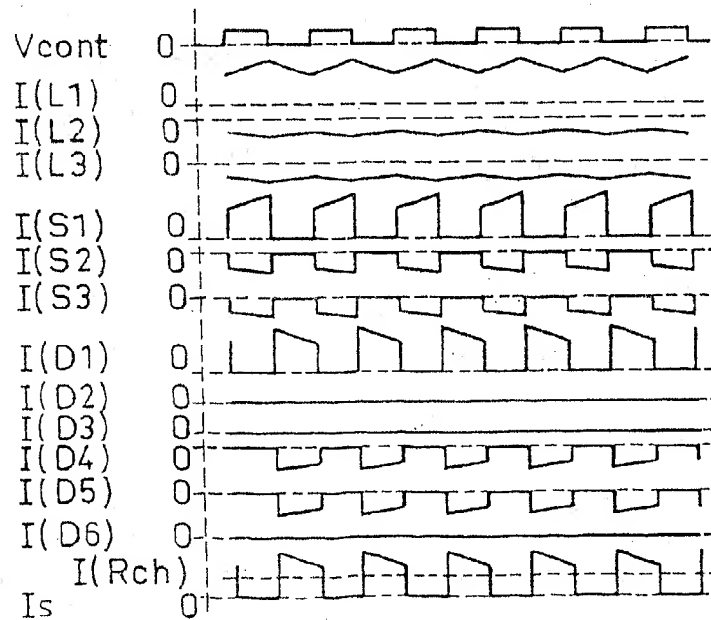 Vcont 0
I(L1) 0
I(L2) 0
I(L3) 0
I(S1) 0
I(S2) 0
I(S3) 0
I(D1) 0
I(D2) 0
I(D3) 0
I(D4) 0
I(D5) 0
I(D6) 0
I(Rch)
Is 0